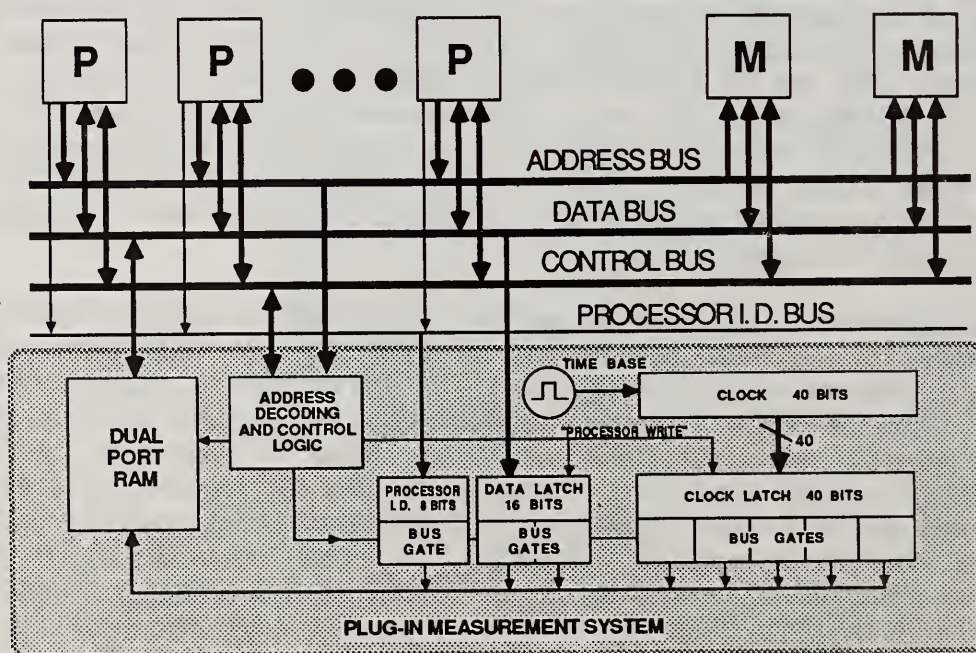 P P P M M
ADDRESS BUS
DATA BUS
CONTROL BUS
PROCESSOR I. D. BUS
TIME BASE
CLOCK 40 BITS
40
ADDRESS
DECODING
AND CONTROL
LOGIC
DUAL
PORT
RAM
"PROCESSOR WRITE"
PROCESSOR
I. D. 8 BITS
BUS
GATE
DATA LATCH
16 BITS
BUS
GATES
CLOCK LATCH 40 BITS
BUS GATES
PLUG-IN MEASUREMENT SYSTEM